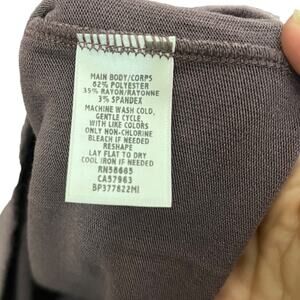 MAIN BODY/CORPS
62% POLYESTER
35% RAYON/RAYONNE
3% SPANDEX
MACHINE WASH COLD,
GENTLE CYCLE,
WITH LIKE COLORS
ONLY NON-CHLORINE
BLEACH IF NEEDED
RESHAPE
LAY FLAT TO DRY
COOL IRON IF NEEDED
RN58665
CA57963
BP377822MI